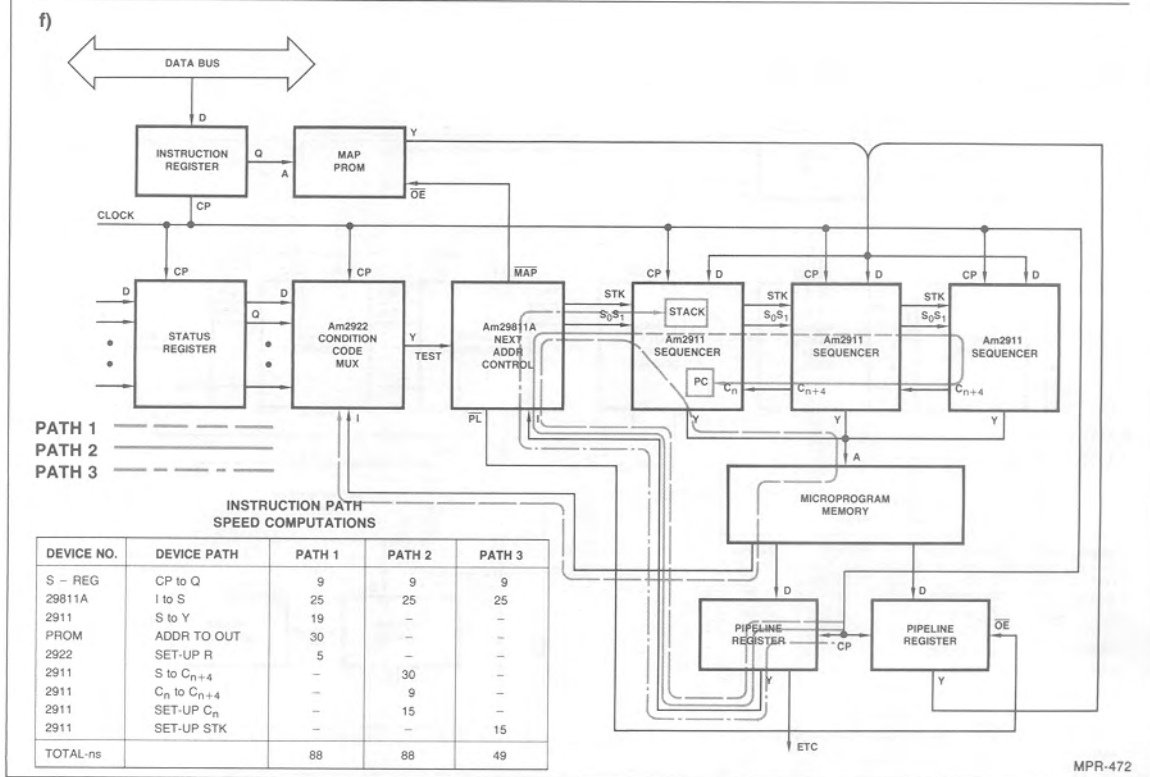 f)
DATA BUS
D
INSTRUCTION
REGISTER
Q
A
MAP
PROM
Y
OE
CP
CLOCK
CP
CP
MAP
CP
D
CP
D
CP
D
D
Q
D
STATUS
REGISTER
Am2922
CONDITION
CODE
MUX
Y
TEST
Am29811A
NEXT
ADDR
CONTROL
STK
S0S1
STACK
Am2911
SEQUENCER
PC
STK
S0S1
Am2911
SEQUENCER
STK
S0S1
Am2911
SEQUENCER
Cn
Cn+4
Cn+4
I
PL
I
Y
Y
Y
PATH 1
PATH 2
PATH 3
A
MICROPROGRAM
MEMORY
INSTRUCTION PATH
SPEED COMPUTATIONS
DEVICE NO. DEVICE PATH PATH 1 PATH 2 PATH 3
S – REG CP to Q 9 9 9
29811A I to S 25 25 25
2911 S to Y 19 – –
PROM ADDR TO OUT 30 – –
2922 SET-UP R 5 – –
2911 S to Cn+4 – 30 –
2911 Cn to Cn+4 – 9 –
2911 SET-UP Cn – 15 –
2911 SET-UP STK – – 15
TOTAL-ns 88 88 49
D
D
PIPELINE
REGISTER
CP
PIPELINE
REGISTER
OE
Y
Y
ETC
MPR-472